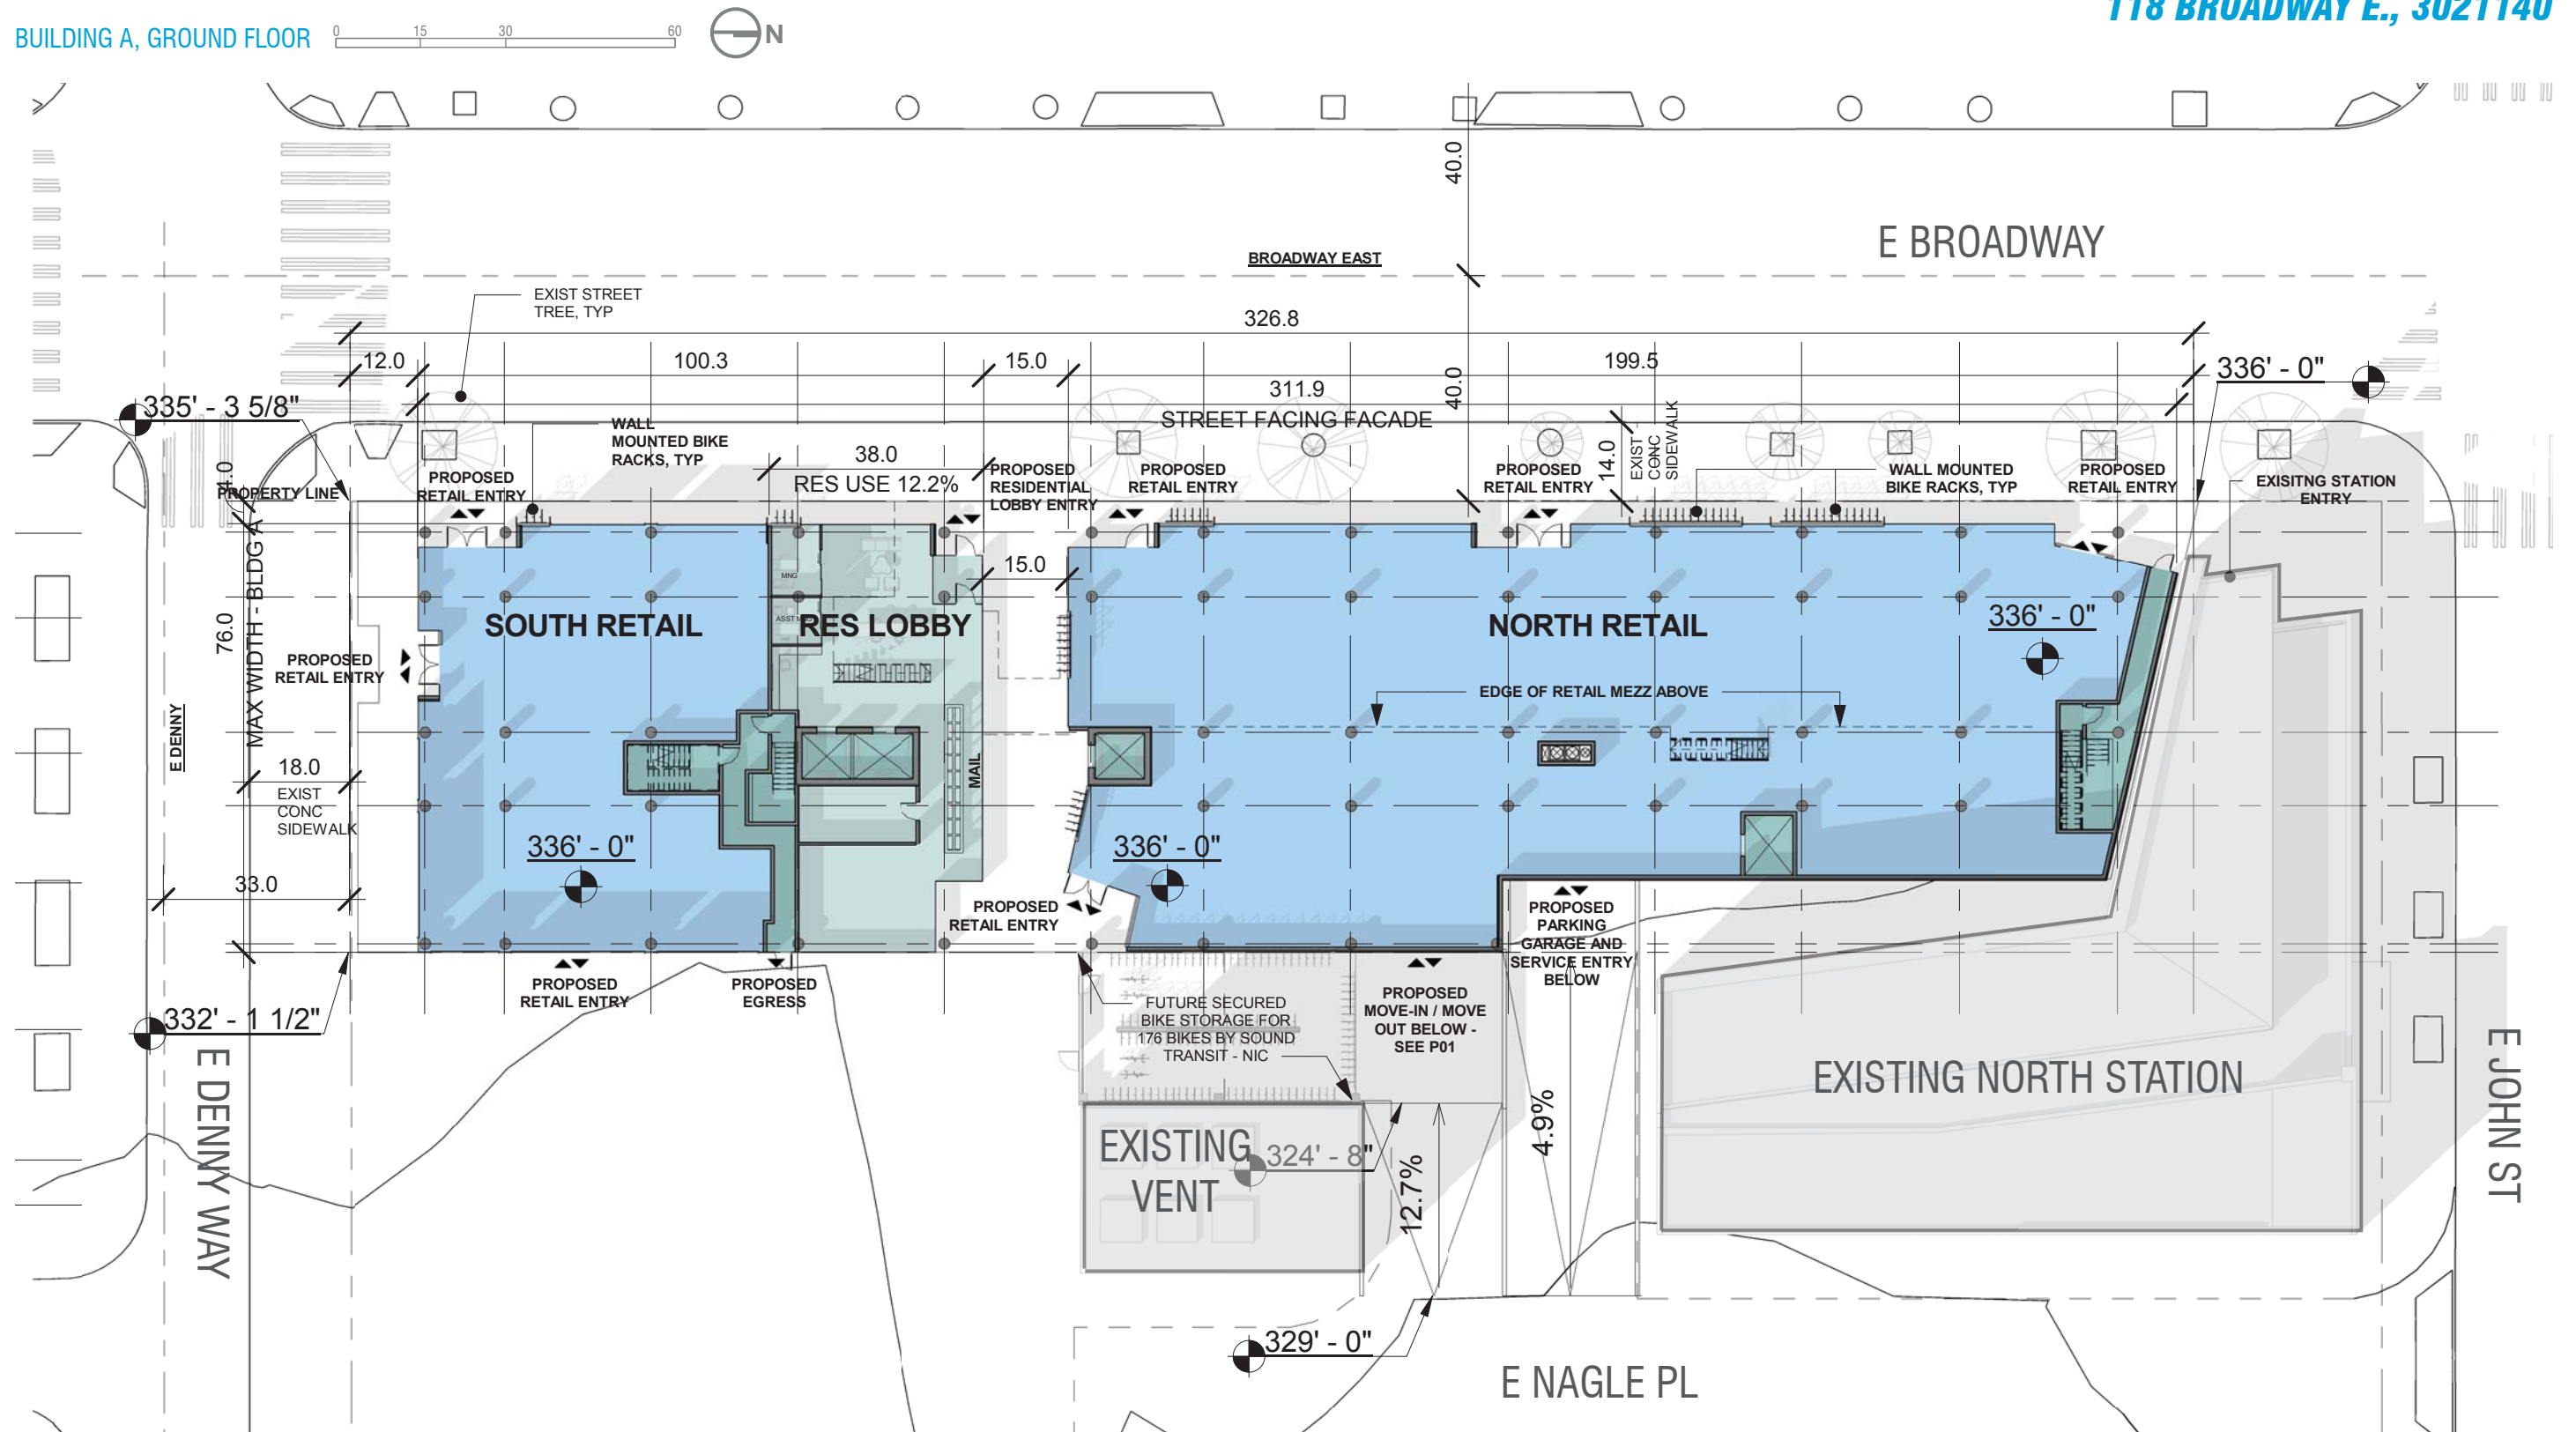 118 BROADWAY E., 3021140
BUILDING A, GROUND FLOOR
0 15 30 60
N
40.0
E BROADWAY
BROADWAY EAST
EXIST STREET
TREE, TYP
326.8
12.0
100.3
15.0
199.5
336' - 0"
311.9
40.0
STREET FACING FACADE
335' - 3 5/8"
WALL
MOUNTED BIKE
RACKS, TYP
38.0
RES USE 12.2%
14.0
EXIST
CONC
SIDEWALK
4.0
PROPERTY LINE
PROPOSED
RETAIL ENTRY
PROPOSED
RESIDENTIAL
LOBBY ENTRY
PROPOSED
RETAIL ENTRY
PROPOSED
RETAIL ENTRY
WALL MOUNTED
BIKE RACKS, TYP
PROPOSED
RETAIL ENTRY
EXISITNG STATION
ENTRY
15.0
MNG
ASST
76.0
MAX WIDTH - BLDG A
SOUTH RETAIL
RES LOBBY
NORTH RETAIL
336' - 0"
PROPOSED
RETAIL ENTRY
EDGE OF RETAIL MEZZ ABOVE
E DENNY
MAIL
18.0
EXIST
CONC
SIDEWALK
336' - 0"
336' - 0"
33.0
PROPOSED
RETAIL ENTRY
PROPOSED
PARKING
GARAGE AND
SERVICE ENTRY
BELOW
PROPOSED
RETAIL ENTRY
PROPOSED
EGRESS
FUTURE SECURED
BIKE STORAGE FOR
176 BIKES BY SOUND
TRANSIT - NIC
PROPOSED
MOVE-IN / MOVE
OUT BELOW -
SEE P01
332' - 1 1/2"
E DENNY WAY
EXISTING NORTH STATION
E JOHN ST
EXISTING
VENT
324' - 8"
12.7%
4.9%
329' - 0"
E NAGLE PL